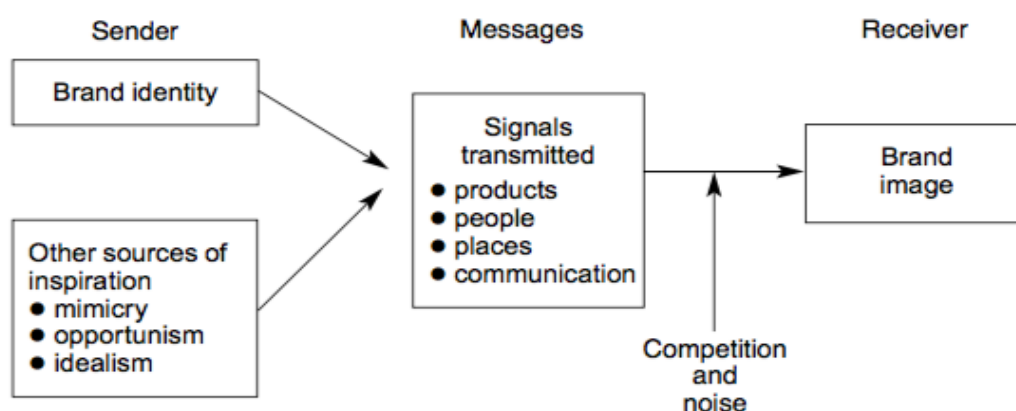 Sender
Messages
Receiver
Brand identity
Other sources of
inspiration
● mimicry
● opportunism
● idealism
Signals
transmitted
● products
● people
● places
● communication
Brand
image
Competition
and
noise